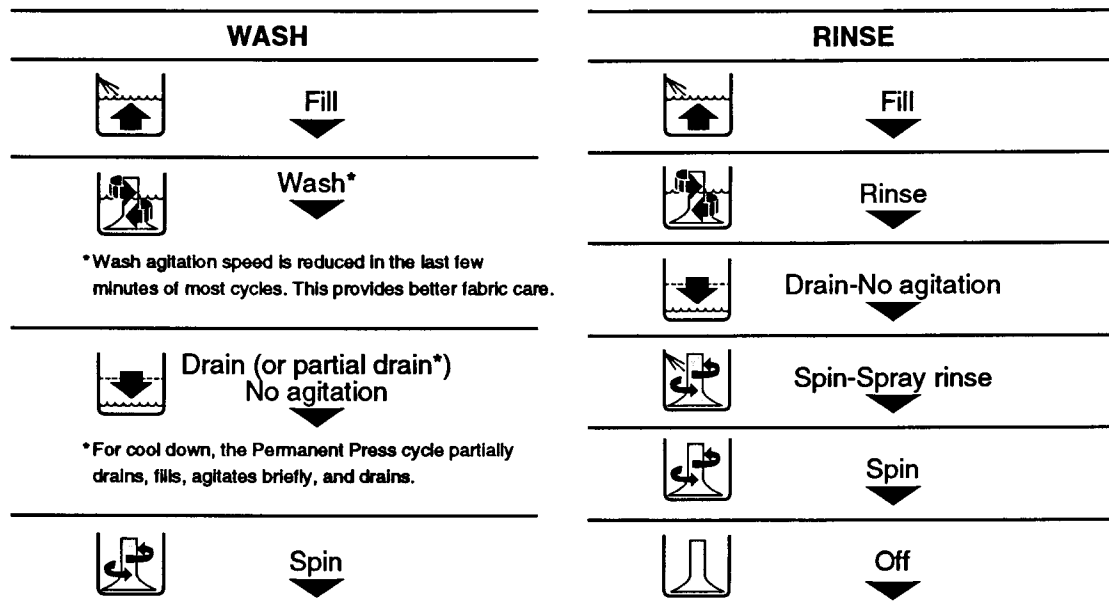 WASH
Fill
Wash*
*Wash agitation speed is reduced in the last few
minutes of most cycles. This provides better fabric care.
Drain (or partial drain*)
No agitation
*For cool down, the Permanent Press cycle partially
drains, fills, agitates briefly, and drains.
Spin
RINSE
Fill
Rinse
Drain-No agitation
Spin-Spray rinse
Spin
Off